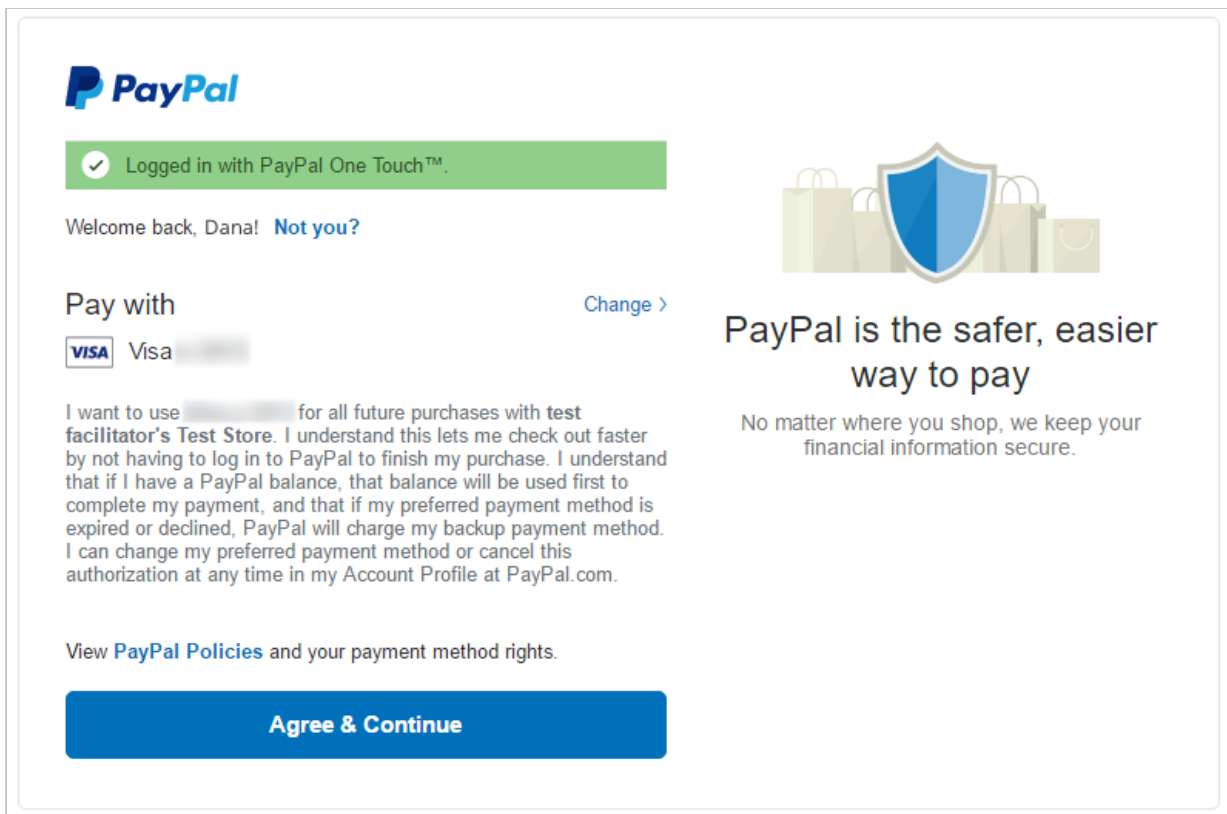 PayPal
Logged in with PayPal One Touch™.
Welcome back, Dana! Not you?
Pay with
Change >
VISA Visa
I want to use for all future purchases with test
facilitator's Test Store. I understand this lets me check out faster
by not having to log in to PayPal to finish my purchase. I understand
that if I have a PayPal balance, that balance will be used first to
complete my payment, and that if my preferred payment method is
expired or declined, PayPal will charge my backup payment method.
I can change my preferred payment method or cancel this
authorization at any time in my Account Profile at PayPal.com.
View PayPal Policies and your payment method rights.
Agree & Continue
PayPal is the safer, easier
way to pay
No matter where you shop, we keep your
financial information secure.